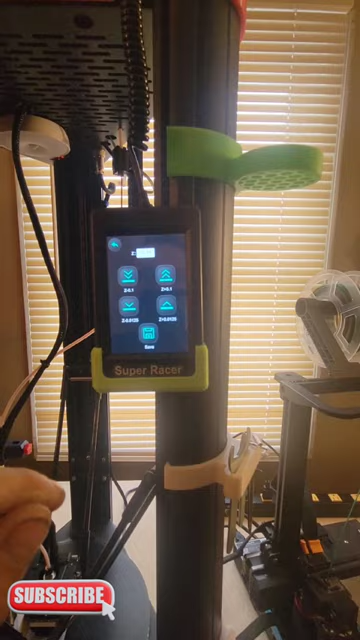 Z:
Z-0.1 Z+0.1
Z-0.0125 Z+0.0125
Save
Super Racer
SUBSCRIBE